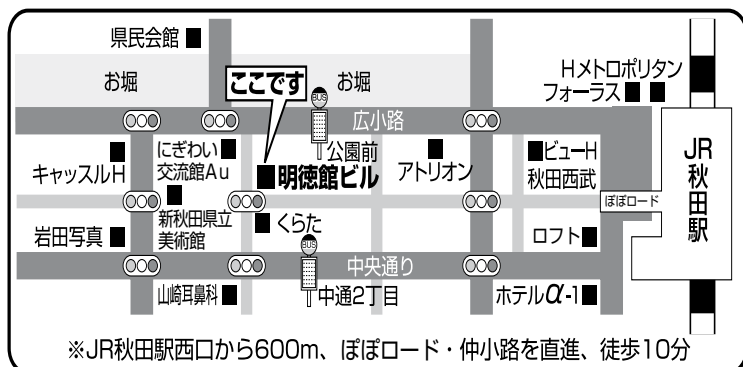 県民会館
お堀
ここです
お堀
Hメトロポリタン
フォーラス
BUS
広小路
公園前
キャッスルH
にぎわい
交流館Au
明徳館ビル
アトリオン
ビューH
秋田西武
JR秋田駅
ぽぽロード
新秋田県立
美術館
くらた
岩田写真
ロフト
BUS
中央通り
山崎耳鼻科
中通2丁目
ホテルα-1
※JR秋田駅西口から600m、ぽぽロード・仲小路を直進、徒歩10分